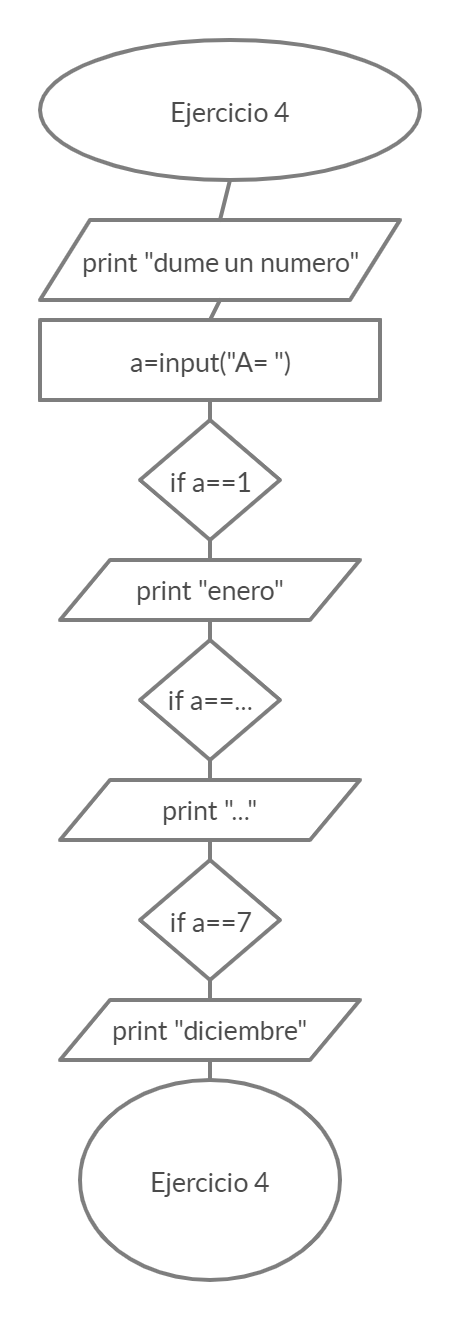 Ejercicio 4
print "dume un numero"
a=input("A= ")
if a==1
print "enero"
if a==...
print "..."
if a==7
print "diciembre"
Ejercicio 4